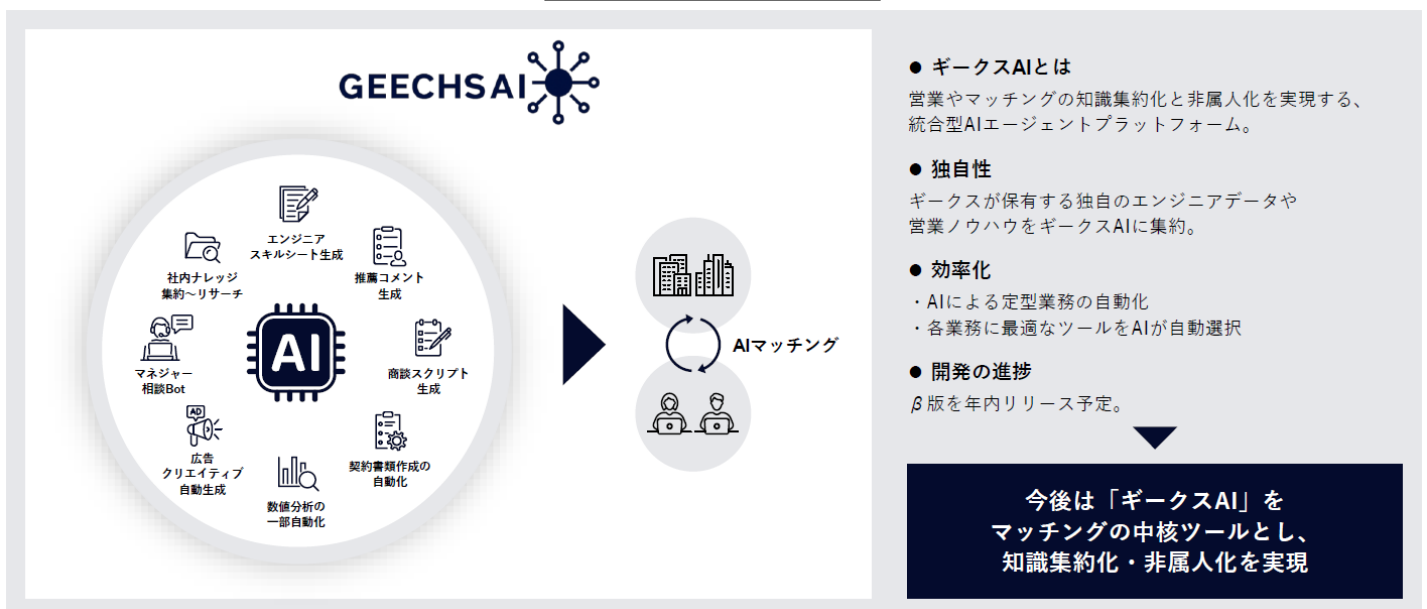 GEECHSAI
エンジニア
スキルシート生成
推薦コメント
生成
商談スクリプト
生成
契約書類作成の
自動化
数値分析の
一部自動化
AD
広告
クリエイティブ
自動生成
マネジャー
相談Bot
社内ナレッジ
集約～リサーチ
AI
AIマッチング
● ギークスAIとは
営業やマッチングの知識集約化と非属人化を実現する、
統合型AIエージェントプラットフォーム。
● 独自性
ギークスが保有する独自のエンジニアデータや
営業ノウハウをギークスAIに集約。
● 効率化
・AIによる定型業務の自動化
・各業務に最適なツールをAIが自動選択
● 開発の進捗
β版を年内リリース予定。
今後は「ギークスAI」を
マッチングの中核ツールとし、
知識集約化・非属人化を実現